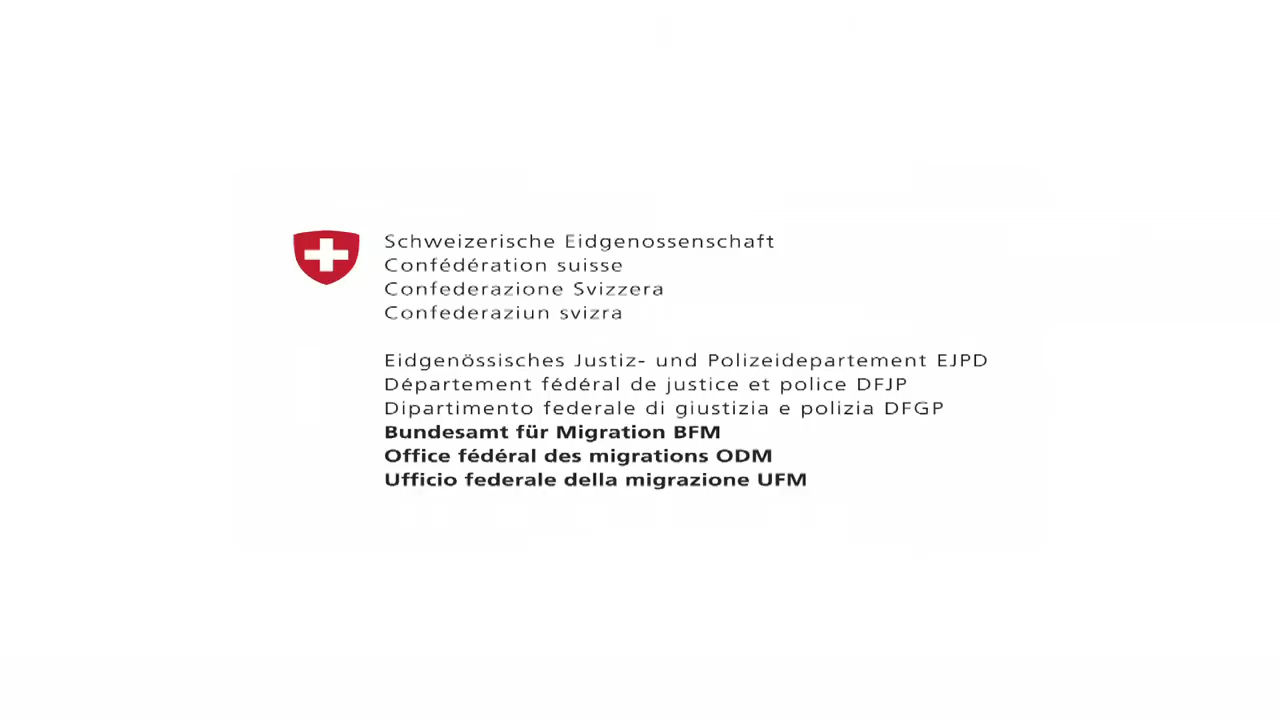 Schweizerische Eidgenossenschaft
Confédération suisse
Confederazione Svizzera
Confederaziun svizra
Eidgenössisches Justiz- und Polizeidepartement EJPD
Département fédéral de justice et police DFJP
Dipartimento federale di giustizia e polizia DFGP
Bundesamt für Migration BFM
Office fédéral des migrations ODM
Ufficio federale della migrazione UFM